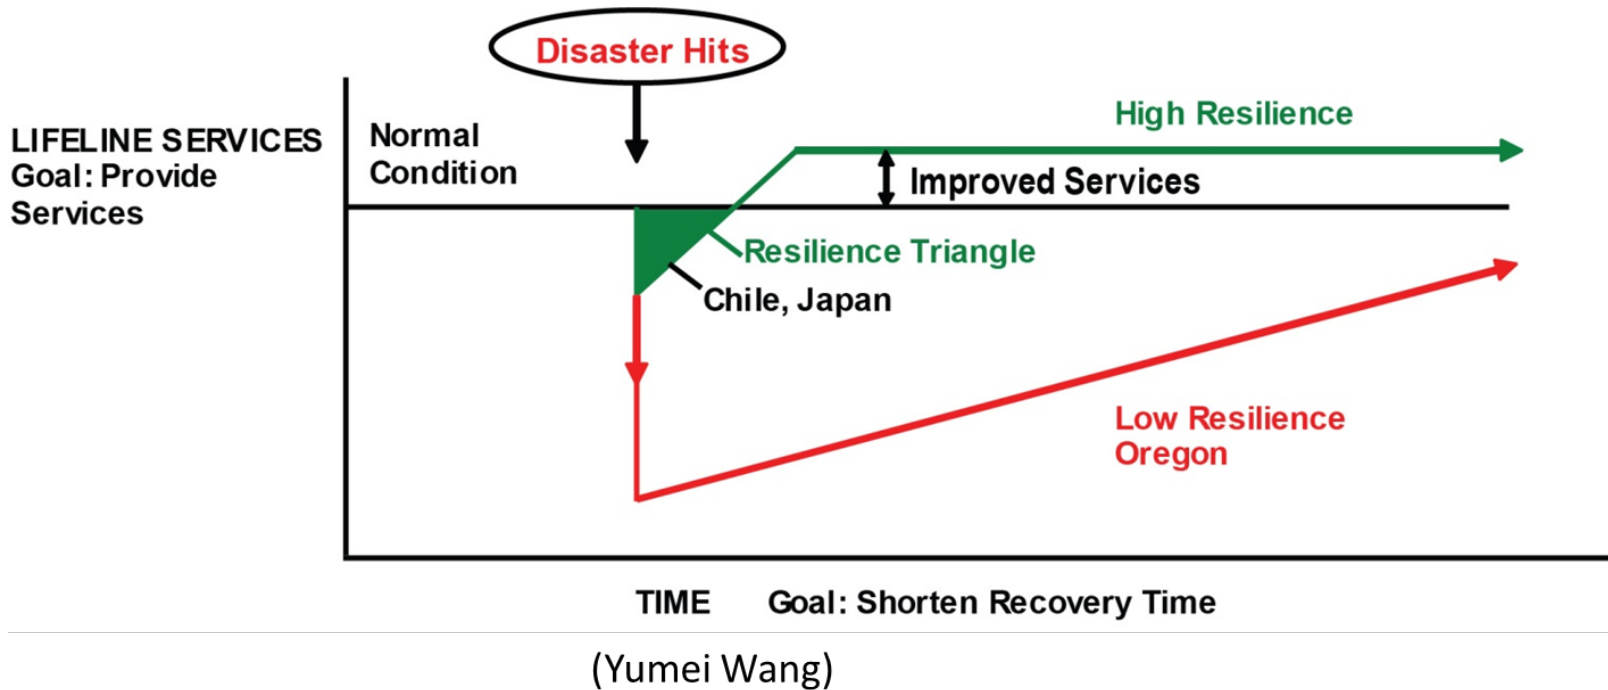 Disaster Hits
LIFELINE SERVICES
Goal: Provide
Services
Normal
Condition
High Resilience
Improved Services
Resilience Triangle
Chile, Japan
Low Resilience
Oregon
TIME Goal: Shorten Recovery Time
(Yumei Wang)